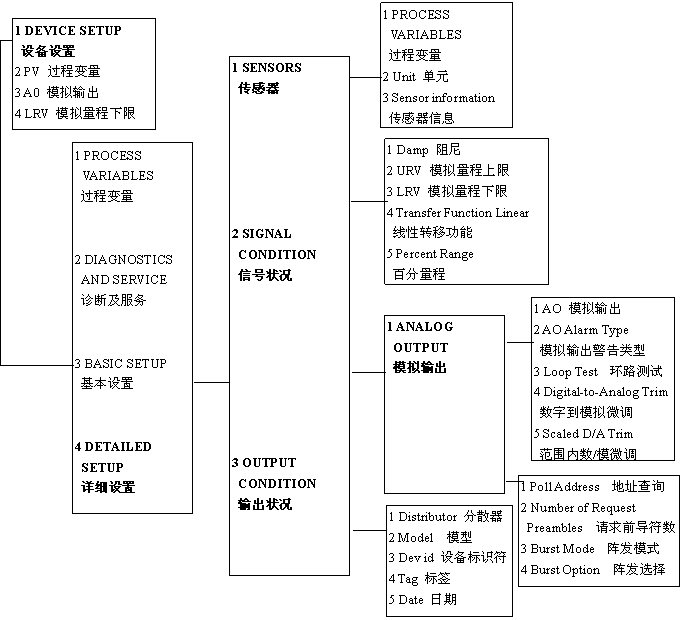 1 DEVICE SETUP
设备设置
2 PV 过程变量
3 A0 模拟输出
4 LRV 模拟量程下限
1 PROCESS
VARIABLES
过程变量
2 DIAGNOSTICS
AND SERVICE
诊断及服务
3 BASIC SETUP
基本设置
4 DETAILED
SETUP
详细设置
1 SENSORS
传感器
2 SIGNAL
CONDITION
信号状况
3 OUTPUT
CONDITION
输出状况
1 PROCESS
VARIABLES
过程变量
2 Unit 单元
3 Sensor information
传感器信息
1 Damp 阻尼
2 URV 模拟量程上限
3 LRV 模拟量程下限
4 Transfer Function Linear
线性转移功能
5 Percent Range
百分量程
1 ANALOG
OUTPUT
模拟输出
1 AO 模拟输出
2 AO Alarm Type
模拟输出警告类型
3 Loop Test 环路测试
4 Digital-to-Analog Trim
数字到模拟微调
5 Scaled D/A Trim
范围内数/模微调
1 Poll Address 地址查询
2 Number of Request
Preambles 请求前导符数
3 Burst Mode 阵发模式
4 Burst Option 阵发选择
1 Distributor 分散器
2 Model 模型
3 Dev id 设备标识符
4 Tag 标签
5 Date 日期